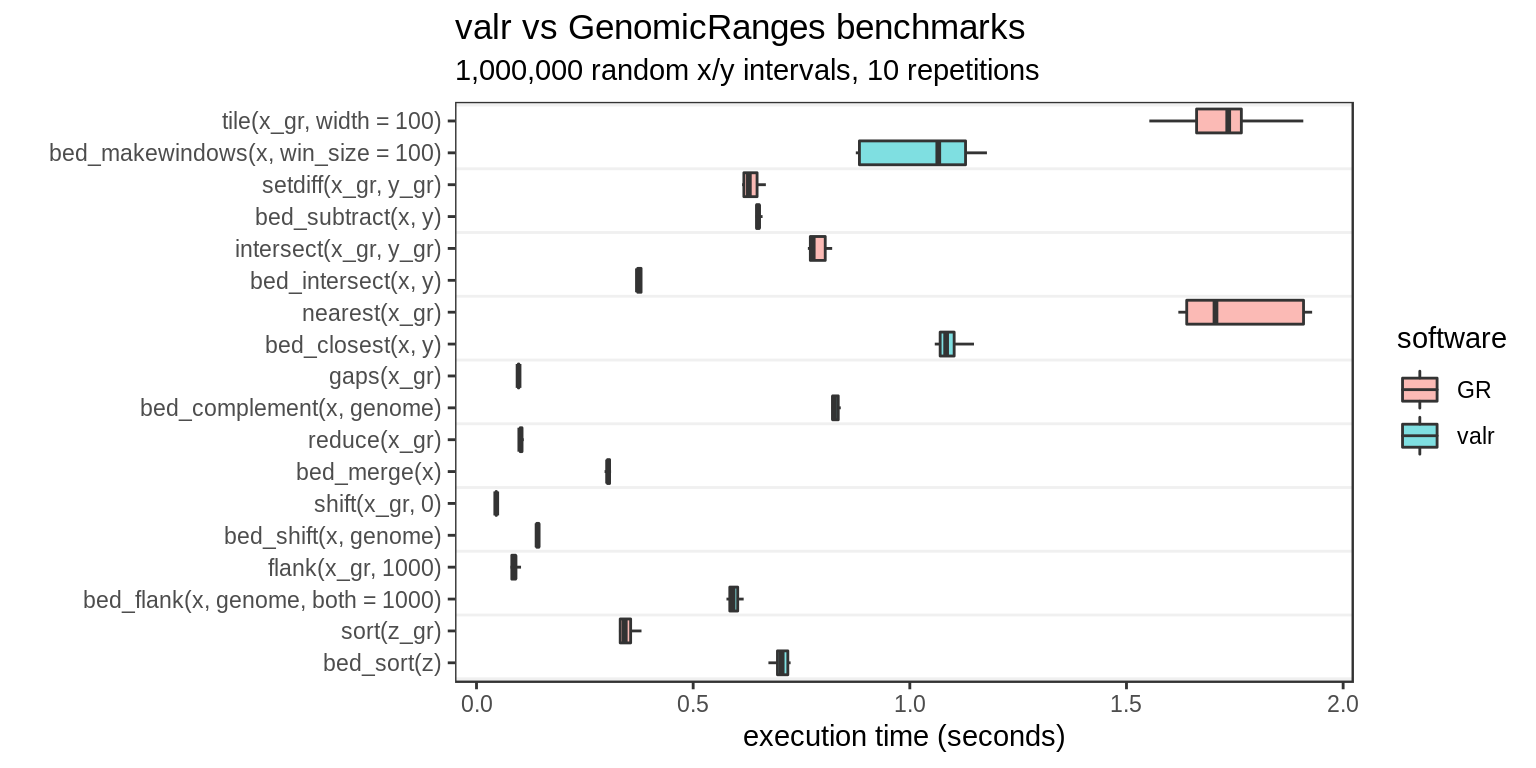 valr vs GenomicRanges benchmarks
1,000,000 random x/y intervals, 10 repetitions
tile(x_gr, width = 100)
bed_makewindows(x, win_size = 100)
setdiff(x_gr, y_gr)
bed_subtract(x, y)
intersect(x_gr, y_gr)
bed_intersect(x, y)
nearest(x_gr)
bed_closest(x, y)
gaps(x_gr)
bed_complement(x, genome)
reduce(x_gr)
bed_merge(x)
shift(x_gr, 0)
bed_shift(x, genome)
flank(x_gr, 1000)
bed_flank(x, genome, both = 1000)
sort(z_gr)
bed_sort(z)
0.0 0.5 1.0 1.5 2.0
execution time (seconds)
software
GR
valr